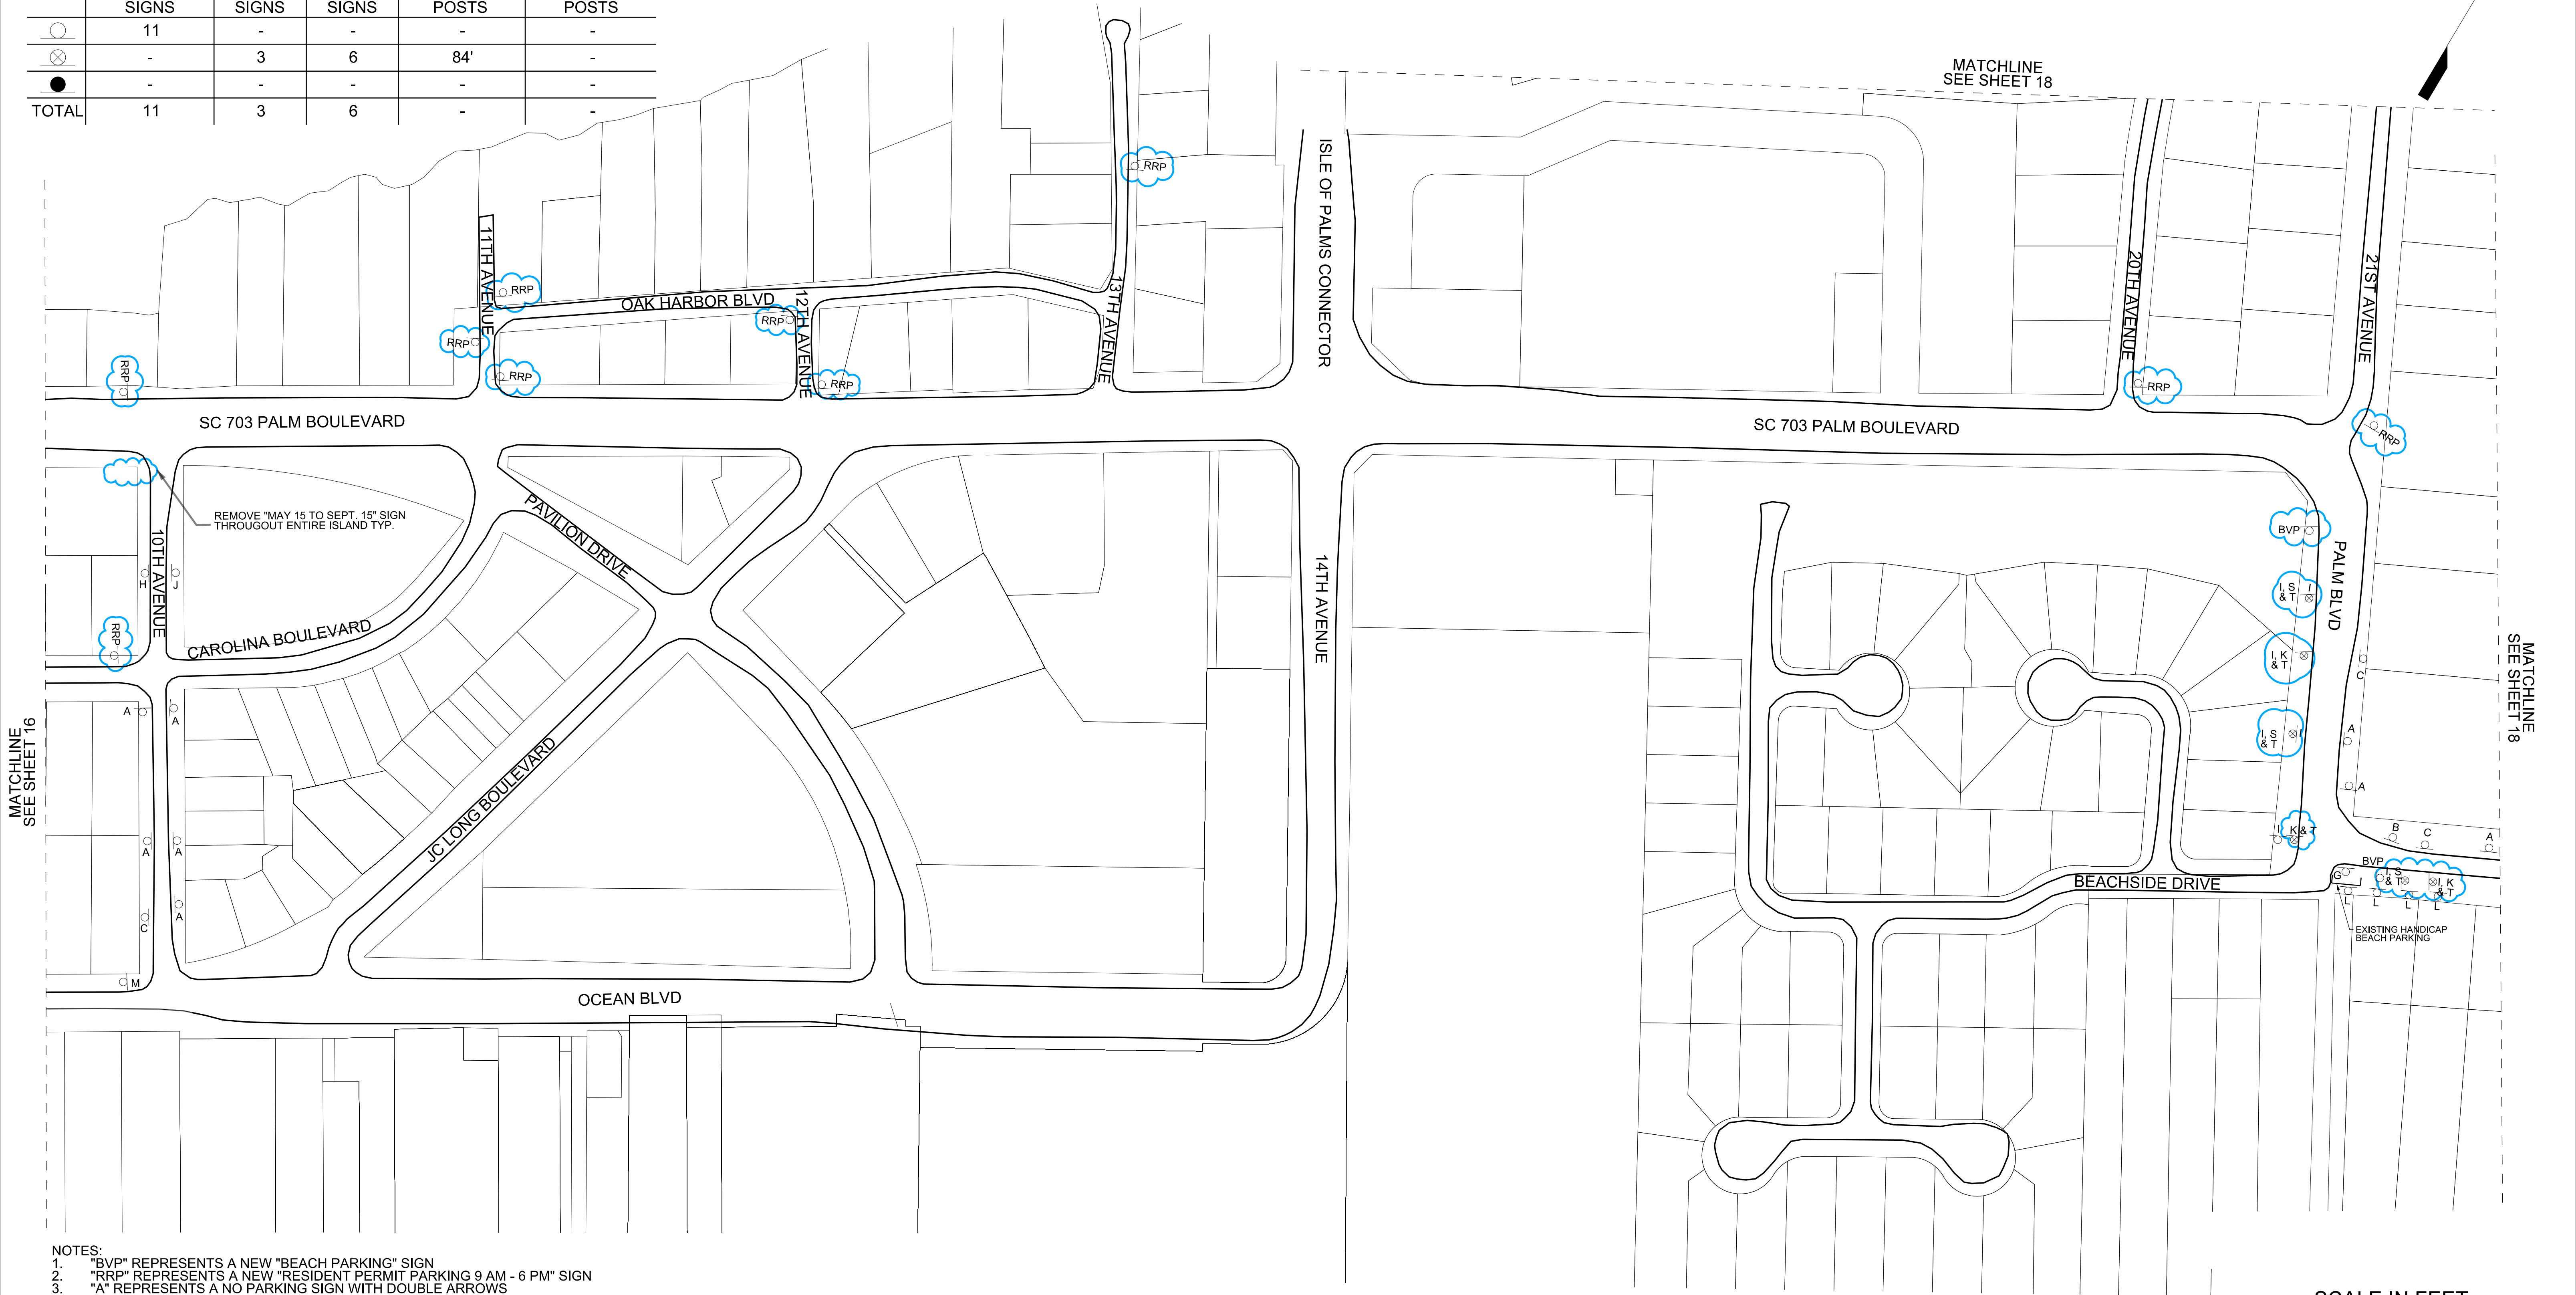 SIGNS SIGNS SIGNS POSTS POSTS
11 - - - -
- 3 6 84' -
- - - - -
TOTAL 11 3 6 - -
MATCHLINE
SEE SHEET 18
ISLE OF PALMS CONNECTOR
RRP
11TH AVENUE
RRP
OAK HARBOR BLVD
12TH AVENUE
RRP
13TH AVENUE
20TH AVENUE
21ST AVENUE
RRP
RRP
RRP
RRP
RRP
RRP
SC 703 PALM BOULEVARD
SC 703 PALM BOULEVARD
REMOVE "MAY 15 TO SEPT. 15" SIGN
THROUGOUT ENTIRE ISLAND TYP.
10TH AVENUE
H
J
RRP
CAROLINA BOULEVARD
PAVILION DRIVE
14TH AVENUE
BVP
PALM BLVD
I, S
& T
I
I, K
& T
C
I, S
& T
I
A
A
I
K & T
B
C
A
MATCHLINE
SEE SHEET 18
MATCHLINE
SEE SHEET 16
A
A
A
A
A
C
M
JC LONG BOULEVARD
OCEAN BLVD
BEACHSIDE DRIVE
BVP
G
I
I, S
& T
I, K
& T
L
L
L
L
EXISTING HANDICAP
BEACH PARKING
RRP
NOTES:
1. "BVP" REPRESENTS A NEW "BEACH PARKING" SIGN
2. "RRP" REPRESENTS A NEW "RESIDENT PERMIT PARKING 9 AM - 6 PM" SIGN
3. "A" REPRESENTS A NO PARKING SIGN WITH DOUBLE ARROWS
SCALE IN FEET